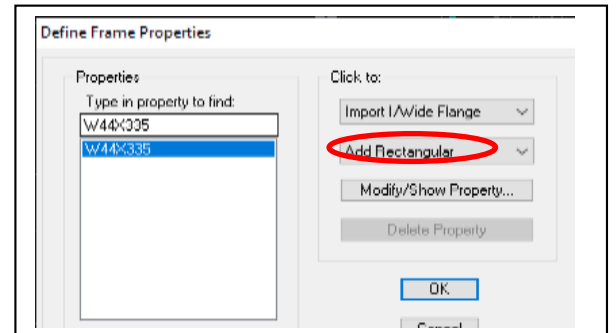 Define Frame Properties
Properties
Type in property to find:
W44X335
W44X335
Click to:
Import I/Wide Flange
Add Rectangular
Modify/Show Property...
Delete Property
OK
Cancel